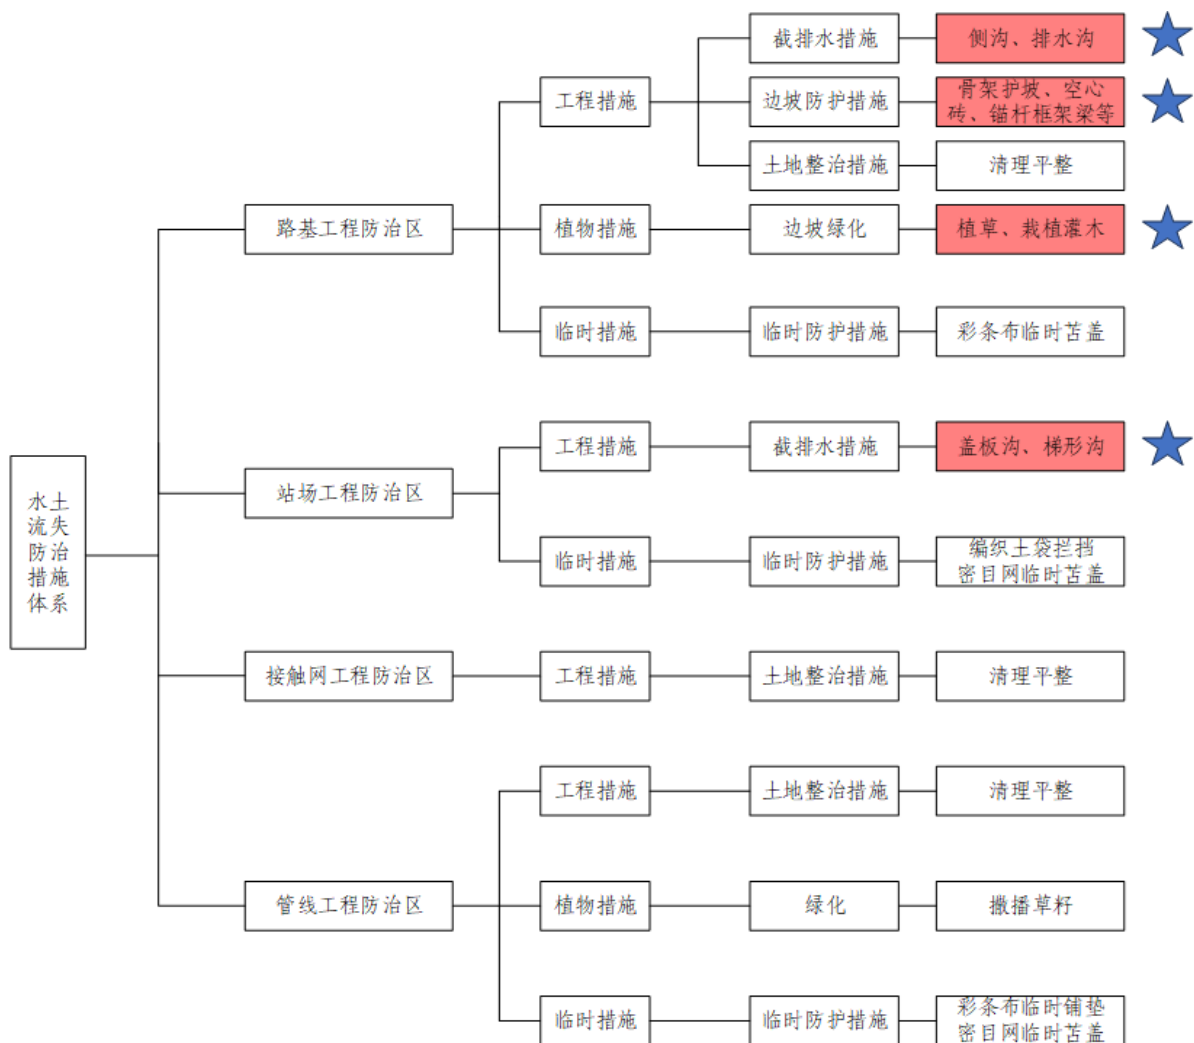 截排水措施
侧沟、排水沟
工程措施
边坡防护措施
骨架护坡、空心
砖、锚杆框架梁等
土地整治措施
清理平整
路基工程防治区
植物措施
边坡绿化
植草、栽植灌木
临时措施
临时防护措施
彩条布临时苫盖
工程措施
截排水措施
盖板沟、梯形沟
站场工程防治区
水土
流失
防治
措施
体系
临时措施
临时防护措施
编织土袋拦挡
密目网临时苫盖
接触网工程防治区
工程措施
土地整治措施
清理平整
工程措施
土地整治措施
清理平整
管线工程防治区
植物措施
绿化
撒播草籽
临时措施
临时防护措施
彩条布临时铺垫
密目网临时苫盖